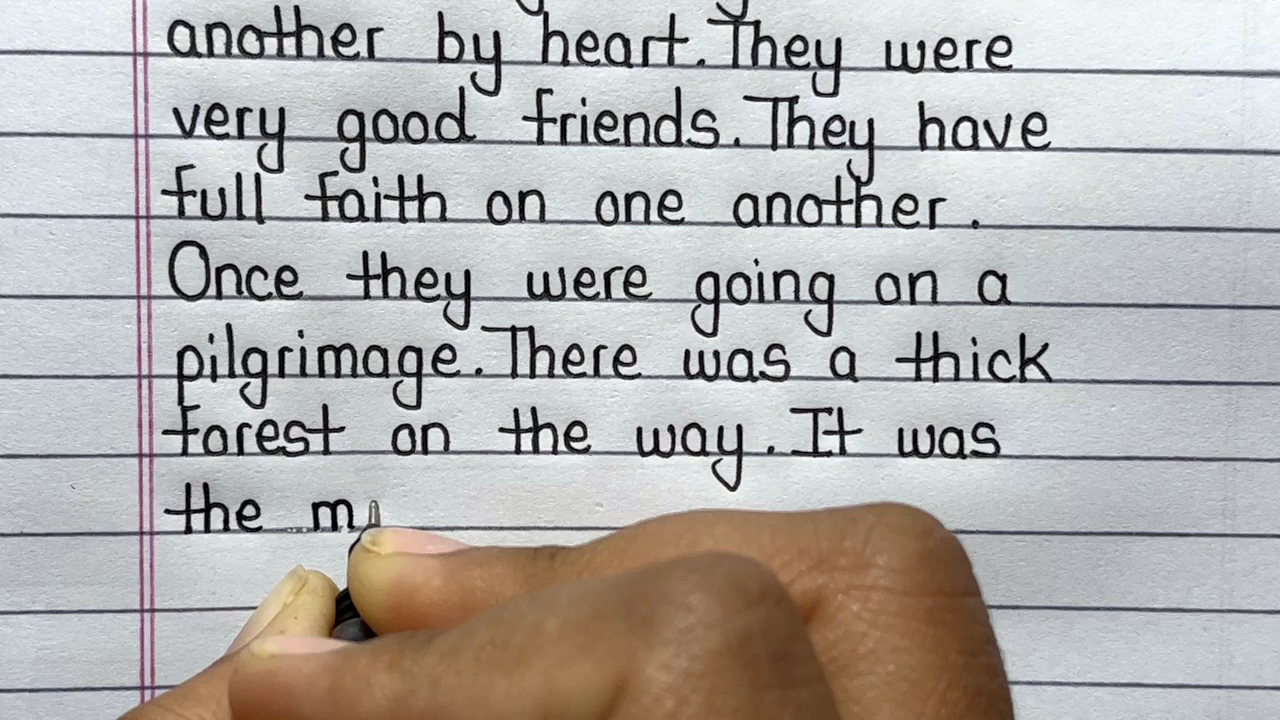 another by heart. They were
very good friends. They have
full faith on one another.
Once they were going on a
pilgrimage. There was a thick
forest on the way. It was
the m